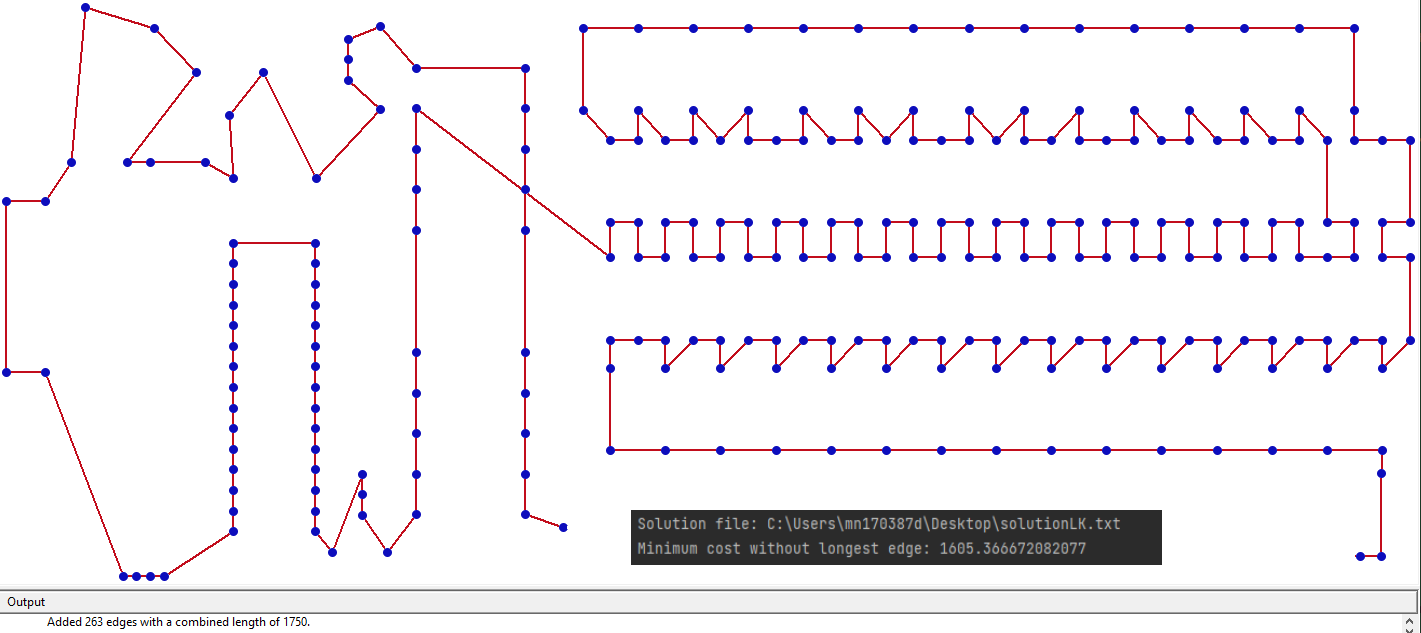 Solution file: C:\Users\mn170387d\Desktop\solutionLK.txt
Minimum cost without longest edge: 1605.366672082077
Output
Added 263 edges with a combined length of 1750.